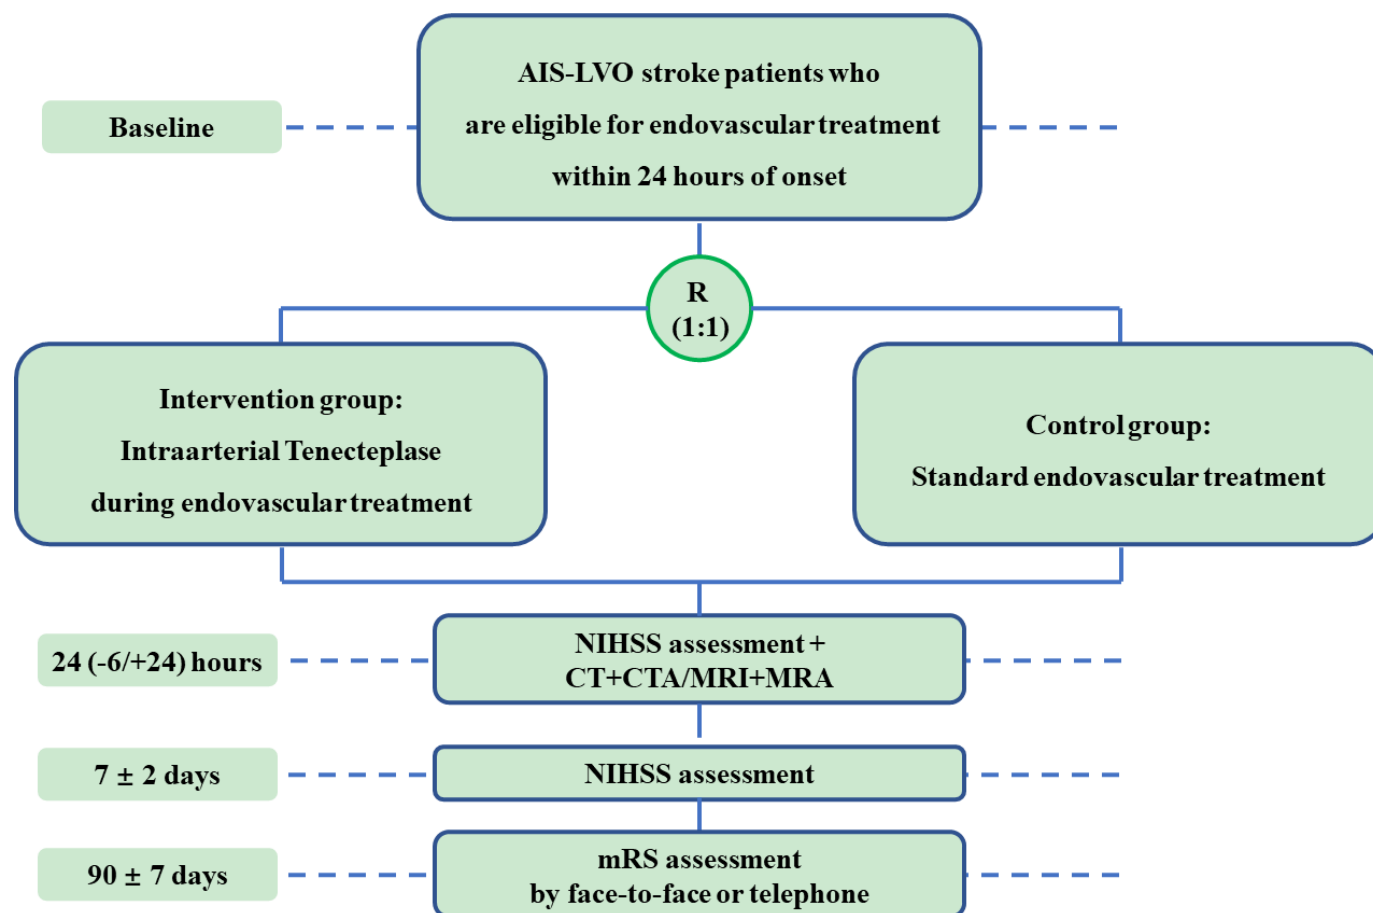 AIS-LVO stroke patients who
Baseline
are eligible for endovascular treatment
within 24 hours of onset
R
(1:1)
Intervention group:
Intraarterial Tenecteplase
during endovascular treatment
Control group:
Standard endovascular treatment
24 (-6/+24) hours
NIHSS assessment +
CT+CTA/MRI+MRA
7 ± 2 days
NIHSS assessment
90 ± 7 days
mRS assessment
by face-to-face or telephone